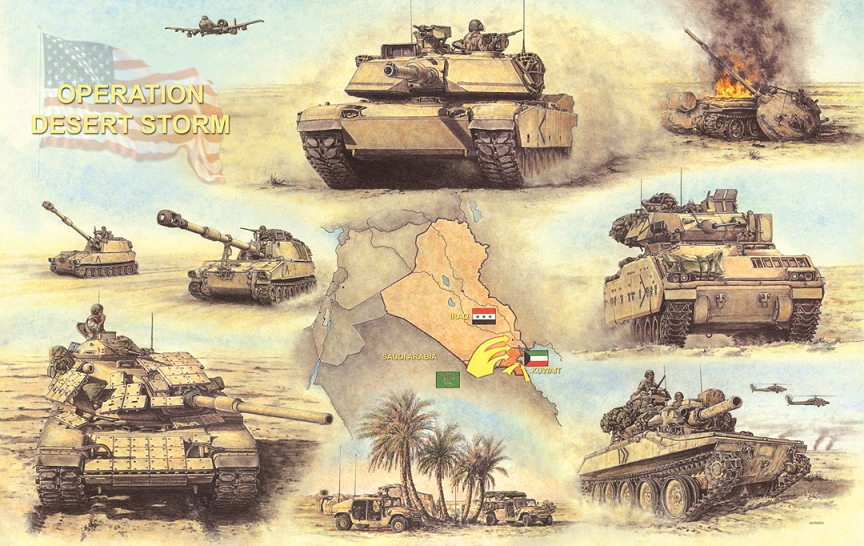 OPERATION
DESERT STORM
IRAQ
SAUDI ARABIA
KUWAIT